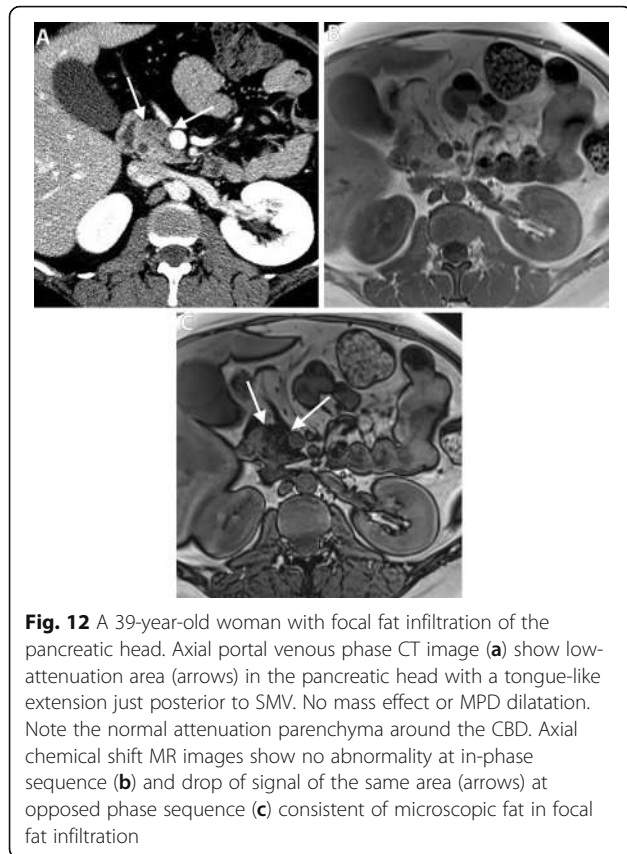 A
B
C
Fig. 12 A 39-year-old woman with focal fat infiltration of the
pancreatic head. Axial portal venous phase CT image (a) show low-
attenuation area (arrows) in the pancreatic head with a tongue-like
extension just posterior to SMV. No mass effect or MPD dilatation.
Note the normal attenuation parenchyma around the CBD. Axial
chemical shift MR images show no abnormality at in-phase
sequence (b) and drop of signal of the same area (arrows) at
opposed phase sequence (c) consistent of microscopic fat in focal
fat infiltration